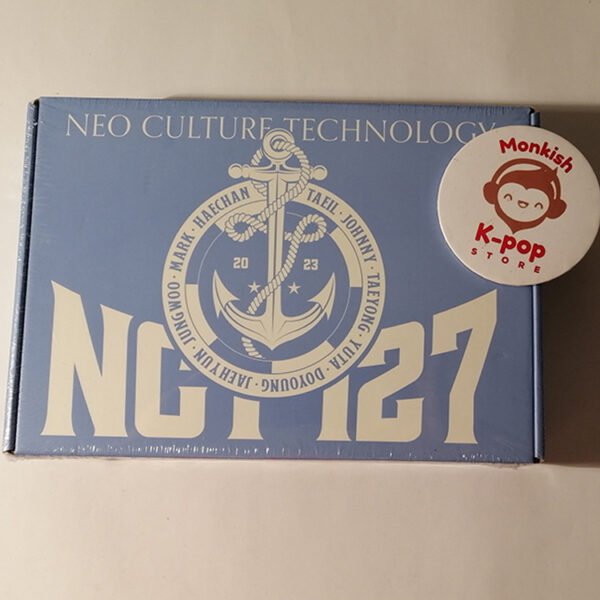 NEO CULTURE TECHNOLOGY
TAEIL · JOHNNY · TAEYONG · YUTA · DOYOUNG · JAEHYUN · JUNGWOO · MARK · HAECHAN
20 23
NCT 127
Monkish
K-pop
STORE